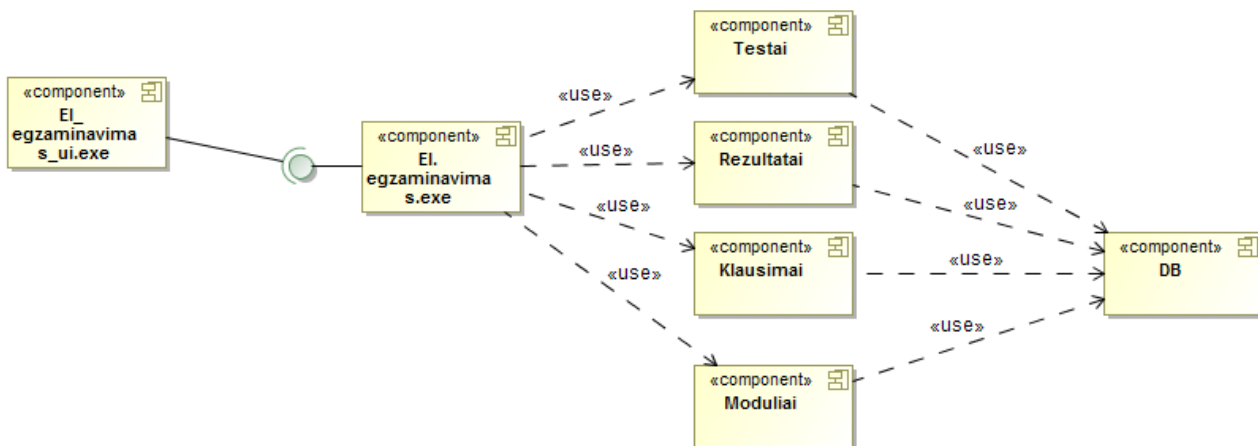 «component»
El_
egzaminavima
s_ui.exe
«component»
El.
egzaminavima
s.exe
«use»
«use»
«use»
«use»
«component»
Testai
«component»
Rezultatai
«component»
Klausimai
«component»
Moduliai
«use»
«use»
«use»
«use»
«component»
DB